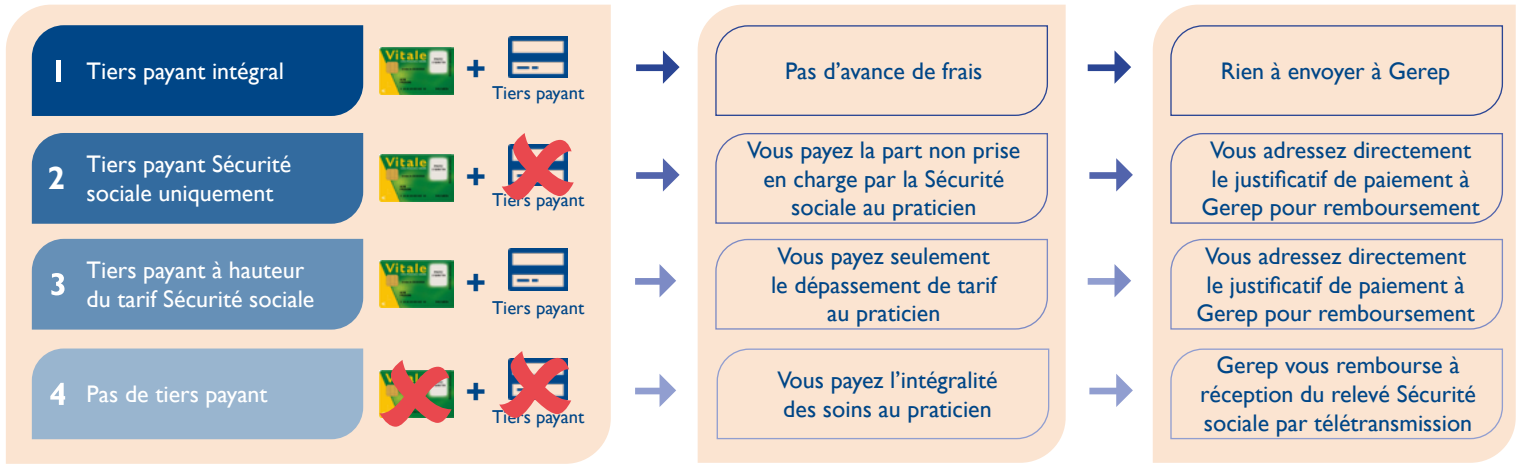 1 Tiers payant intégral
Vitale
+
Tiers payant
Pas d'avance de frais
Rien à envoyer à Gerep
2 Tiers payant Sécurité
sociale uniquement
Vitale
+
Tiers payant
Vous payez la part non prise
en charge par la Sécurité
sociale au praticien
Vous adressez directement
le justificatif de paiement à
Gerep pour remboursement
3 Tiers payant à hauteur
du tarif Sécurité sociale
Vitale
+
Tiers payant
Vous payez seulement
le dépassement de tarif
au praticien
Vous adressez directement
le justificatif de paiement à
Gerep pour remboursement
4 Pas de tiers payant
Vitale
+
Tiers payant
Vous payez l'intégralité
des soins au praticien
Gerep vous rembourse à
réception du relevé Sécurité
sociale par télétransmission